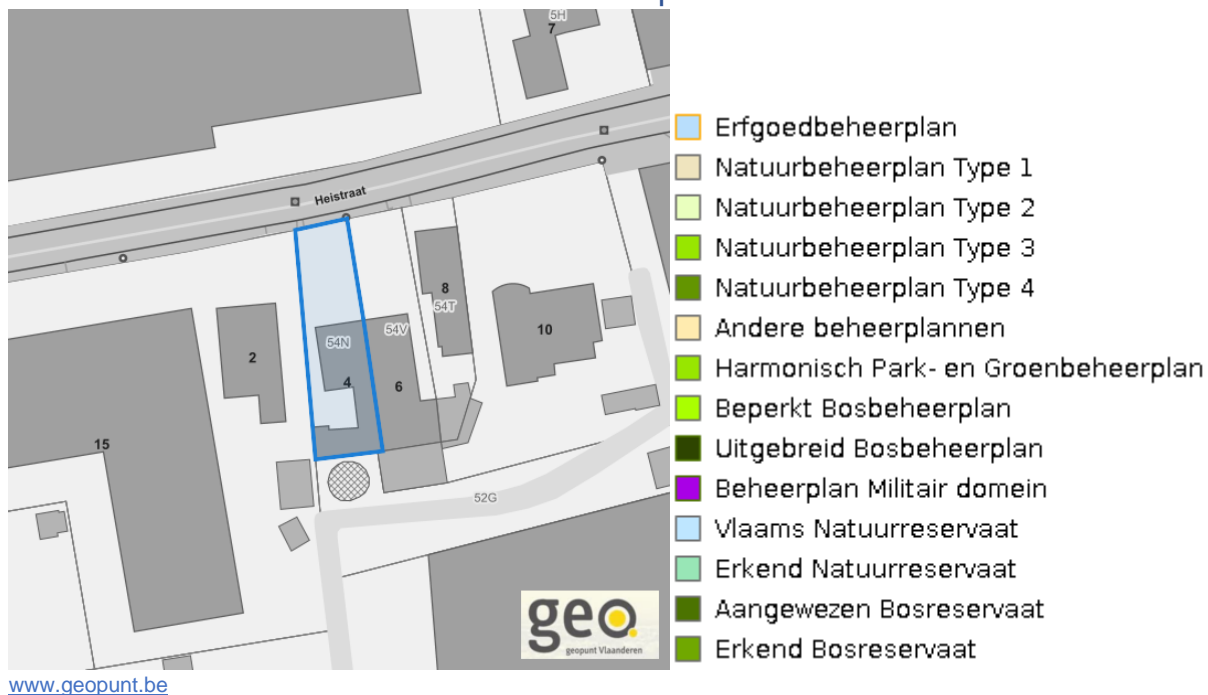 5H
7
Heistraat
8
54T
10
54V
54N
2
4
6
15
52G
geo.
geopunt Vlaanderen
Erfgoedbeheerplan
Natuurbeheerplan Type 1
Natuurbeheerplan Type 2
Natuurbeheerplan Type 3
Natuurbeheerplan Type 4
Andere beheerplannen
Harmonisch Park- en Groenbeheerplan
Beperkt Bosbeheerplan
Uitgebreid Bosbeheerplan
Beheerplan Militair domein
Vlaams Natuurreservaat
Erkend Natuurreservaat
Aangewezen Bosreservaat
Erkend Bosreservaat
www.geopunt.be